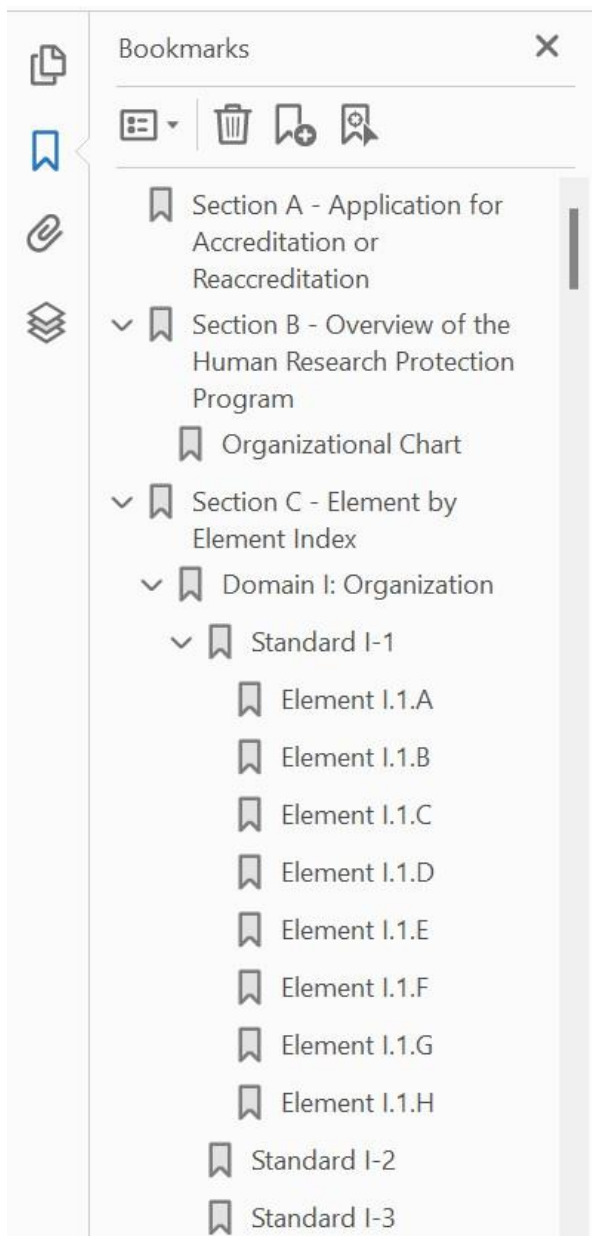 Bookmarks
Section A - Application for
Accreditation or
Reaccreditation
Section B - Overview of the
Human Research Protection
Program
Organizational Chart
Section C - Element by
Element Index
Domain I: Organization
Standard I-1
Element I.1.A
Element I.1.B
Element I.1.C
Element I.1.D
Element I.1.E
Element I.1.F
Element I.1.G
Element I.1.H
Standard I-2
Standard I-3